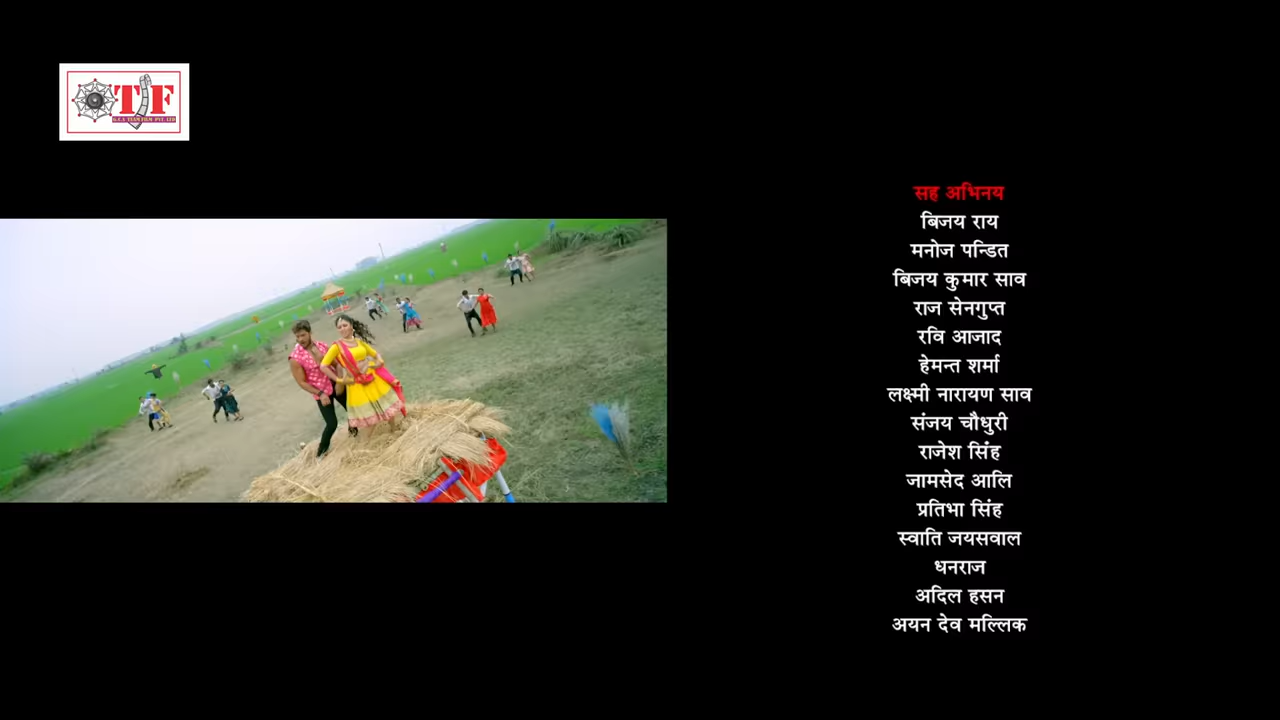 TF
सह अभिनय
बिजय राय
मनोज पन्डित
बिजय कुमार साव
राज सेनगुप्त
रवि आजाद
हेमन्त शर्मा
लक्ष्मी नारायण साव
संजय चौधुरी
राजेश सिंह
जामसेद आलि
प्रतिभा सिंह
स्वाति जयसवाल
धनराज
अदिल हसन
अयन देव मल्लिक